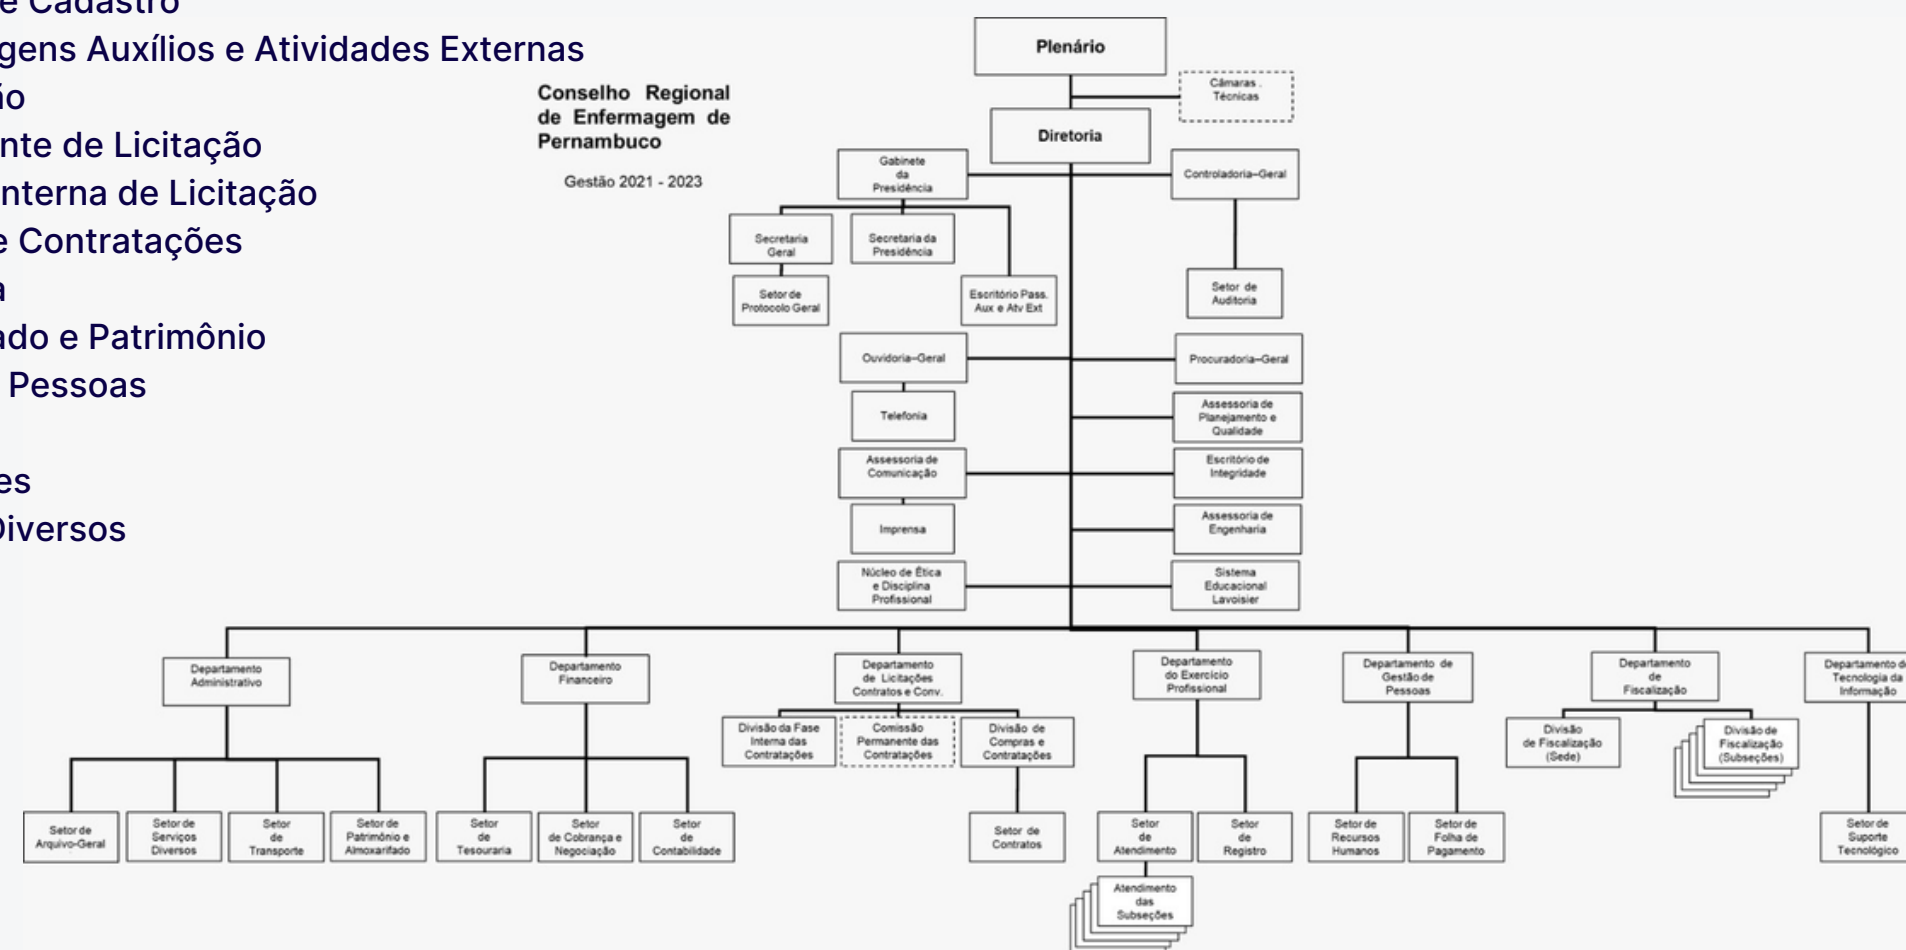 e Cadastro
gens Auxílios e Atividades Externas
ão
nte de Licitação
nterna de Licitação
e Contratações
a
ado e Patrimônio
Pessoas
es
Diversos
Conselho Regional
de Enfermagem de
Pernambuco
Gestão 2021 - 2023
Plenário
Câmaras .
Técnicas
Diretoria
Gabinete
da
Presidência
Controladoria–Geral
Secretaria
Geral
Secretaria da
Presidência
Setor de
Protocolo Geral
Escritório Pass.
Aux e Atv Ext
Setor de
Auditoria
Ouvidoria–Geral
Procuradoria–Geral
Telefonia
Assessoria de
Planejamento e
Qualidade
Assessoria de
Comunicação
Escritório de
Integridade
Imprensa
Assessoria de
Engenharia
Núcleo de Ética
e Disciplina
Profissional
Sistema
Educacional
Lavoisier
Departamento
Administrativo
Departamento
Financeiro
Departamento
de Licitações
Contratos e Conv.
Departamento
do Exercício
Profissional
Departamento de
Gestão de
Pessoas
Departamento
de
Fiscalização
Departamento de
Tecnologia da
Informação
Divisão da Fase
Interna das
Contratações
Comissão
Permanente das
Contratações
Divisão de
Compras e
Contratações
Divisão
de Fiscalização
(Sede)
Divisão de
Fiscalização
(Subseções)
Setor de
Arquivo-Geral
Setor de
Serviços
Diversos
Setor
de
Transporte
Setor de
Patrimônio e
Almoxarifado
Setor
de
Tesouraria
Setor
de Cobrança e
Negociação
Setor
de
Contabilidade
Setor de
Contratos
Setor
de
Atendimento
Setor
de
Registro
Setor de
Recursos
Humanos
Setor de
Folha de
Pagamento
Setor de
Suporte
Tecnológico
Atendimento
das
Subseções